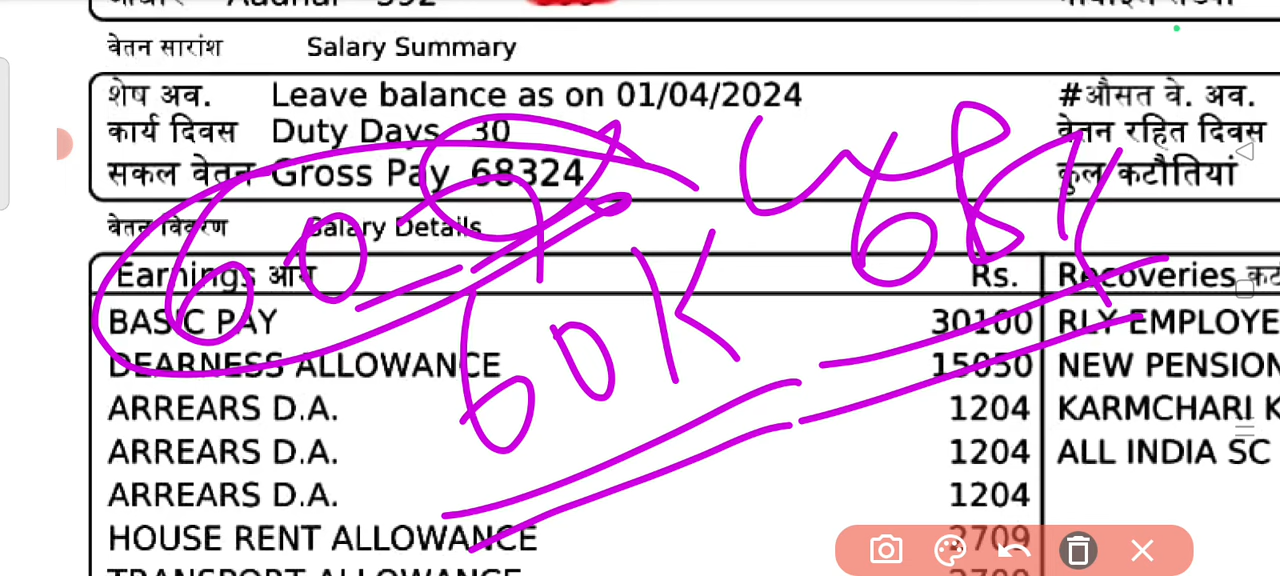 Aadhar 592
वेतन सारांश Salary Summary
शेष अव. Leave balance as on 01/04/2024 #औसत वे. अव.
कार्य दिवस Duty Days 30 वेतन रहित दिवस
सकल वेतन Gross Pay 68324 कुल कटौतियां
वेतन विवरण Salary Details
Earnings आय Rs. Recoveries
BASIC PAY 30100 RLY EMPLOYE
DEARNESS ALLOWANCE 15050 NEW PENSION
ARREARS D.A. 1204 KARMCHARI K
ARREARS D.A. 1204 ALL INDIA SC
ARREARS D.A. 1204
HOUSE RENT ALLOWANCE 2709
60K
68K